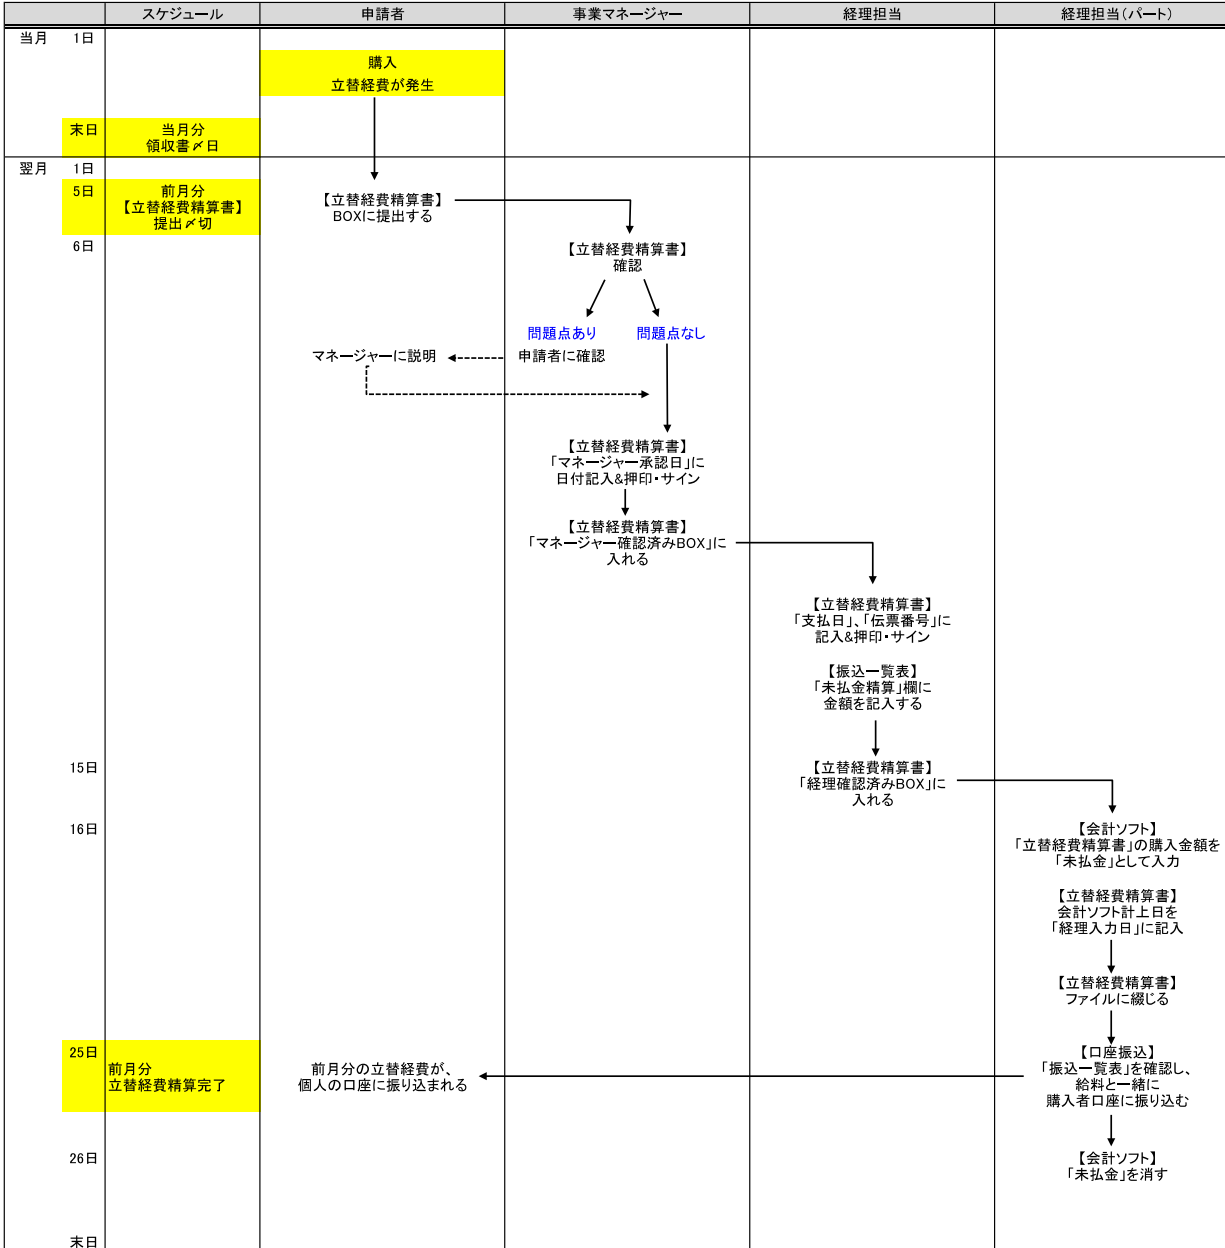 スケジュール 申請者 事業マネージャー 経理担当 経理担当(パート)
当月 1日
購入
立替経費が発生
末日 当月分
領収書〆日
翌月 1日
5日 前月分
【立替経費精算書】
提出〆切
【立替経費精算書】
BOXに提出する
6日
【立替経費精算書】
確認
問題点あり 問題点なし
マネージャーに説明 申請者に確認
【立替経費精算書】
「マネージャー承認日」に
日付記入&押印・サイン
【立替経費精算書】
「マネージャー確認済みBOX」に
入れる
【立替経費精算書】
「支払日」、「伝票番号」に
記入&押印・サイン
【振込一覧表】
「未払金精算」欄に
金額を記入する
15日
【立替経費精算書】
「経理確認済みBOX」に
入れる
16日
【会計ソフト】
「立替経費精算書」の購入金額を
「未払金」として入力
【立替経費精算書】
会計ソフト計上日を
「経理入力日」に記入
【立替経費精算書】
ファイルに綴じる
25日
前月分
立替経費精算完了
前月分の立替経費が、
個人の口座に振り込まれる
【口座振込】
「振込一覧表」を確認し、
給料と一緒に
購入者口座に振り込む
26日
【会計ソフト】
「未払金」を消す
末日